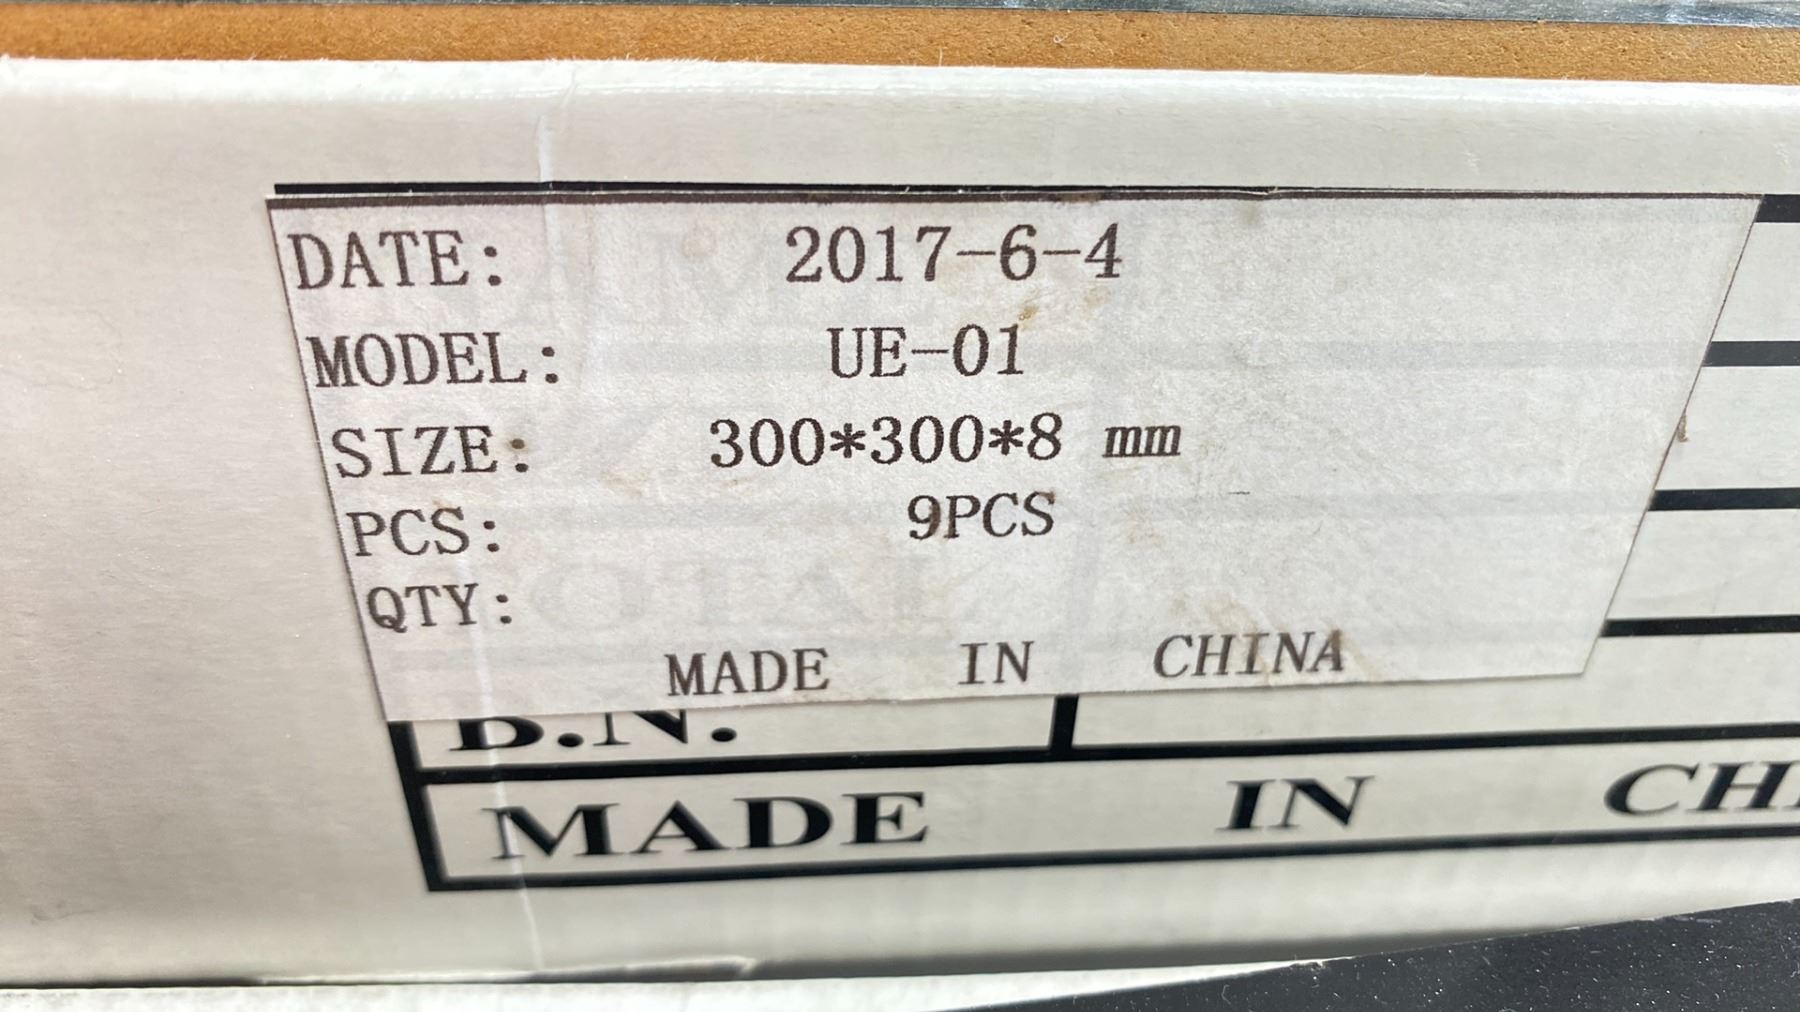 DATE: 2017-6-4
MODEL: UE-01
SIZE: 300*300*8 mm
PCS: 9PCS
QTY:
MADE IN CHINA
MADE IN CH